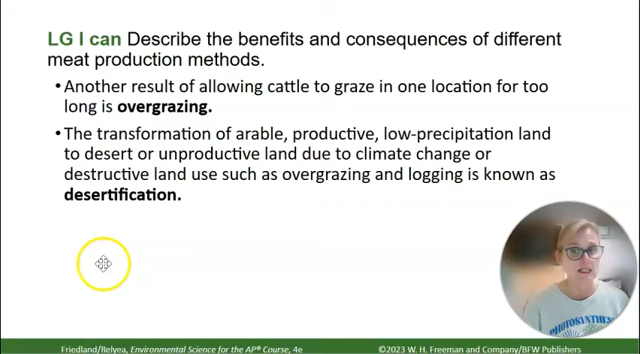 LG I can Describe the benefits and consequences of different
meat production methods.
•Another result of allowing cattle to graze in one location for too
long is overgrazing.
•The transformation of arable, productive, low-precipitation land
to desert or unproductive land due to climate change or
destructive land use such as overgrazing and logging is known as
desertification.
PHOTOSYNTHES
Friedland/Relyea, Environmental Science for the AP® Course, 4e
©2023 W. H. Freeman and Company/BFW Publishers